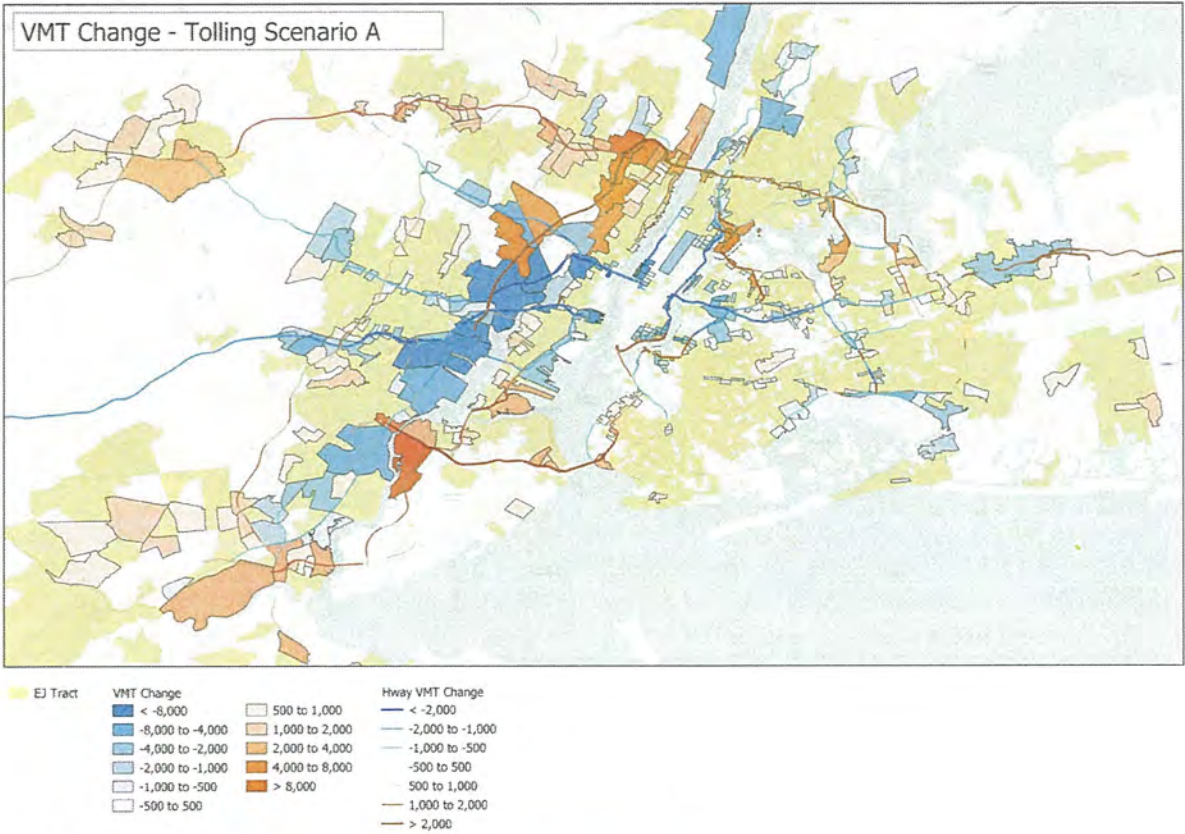 VMT Change - Tolling Scenario A
EJ Tract
VMT Change
< -8,000
-8,000 to -4,000
-4,000 to -2,000
-2,000 to -1,000
-1,000 to -500
-500 to 500
500 to 1,000
1,000 to 2,000
2,000 to 4,000
4,000 to 8,000
> 8,000
Hway VMT Change
< -2,000
-2,000 to -1,000
-1,000 to -500
-500 to 500
500 to 1,000
1,000 to 2,000
> 2,000